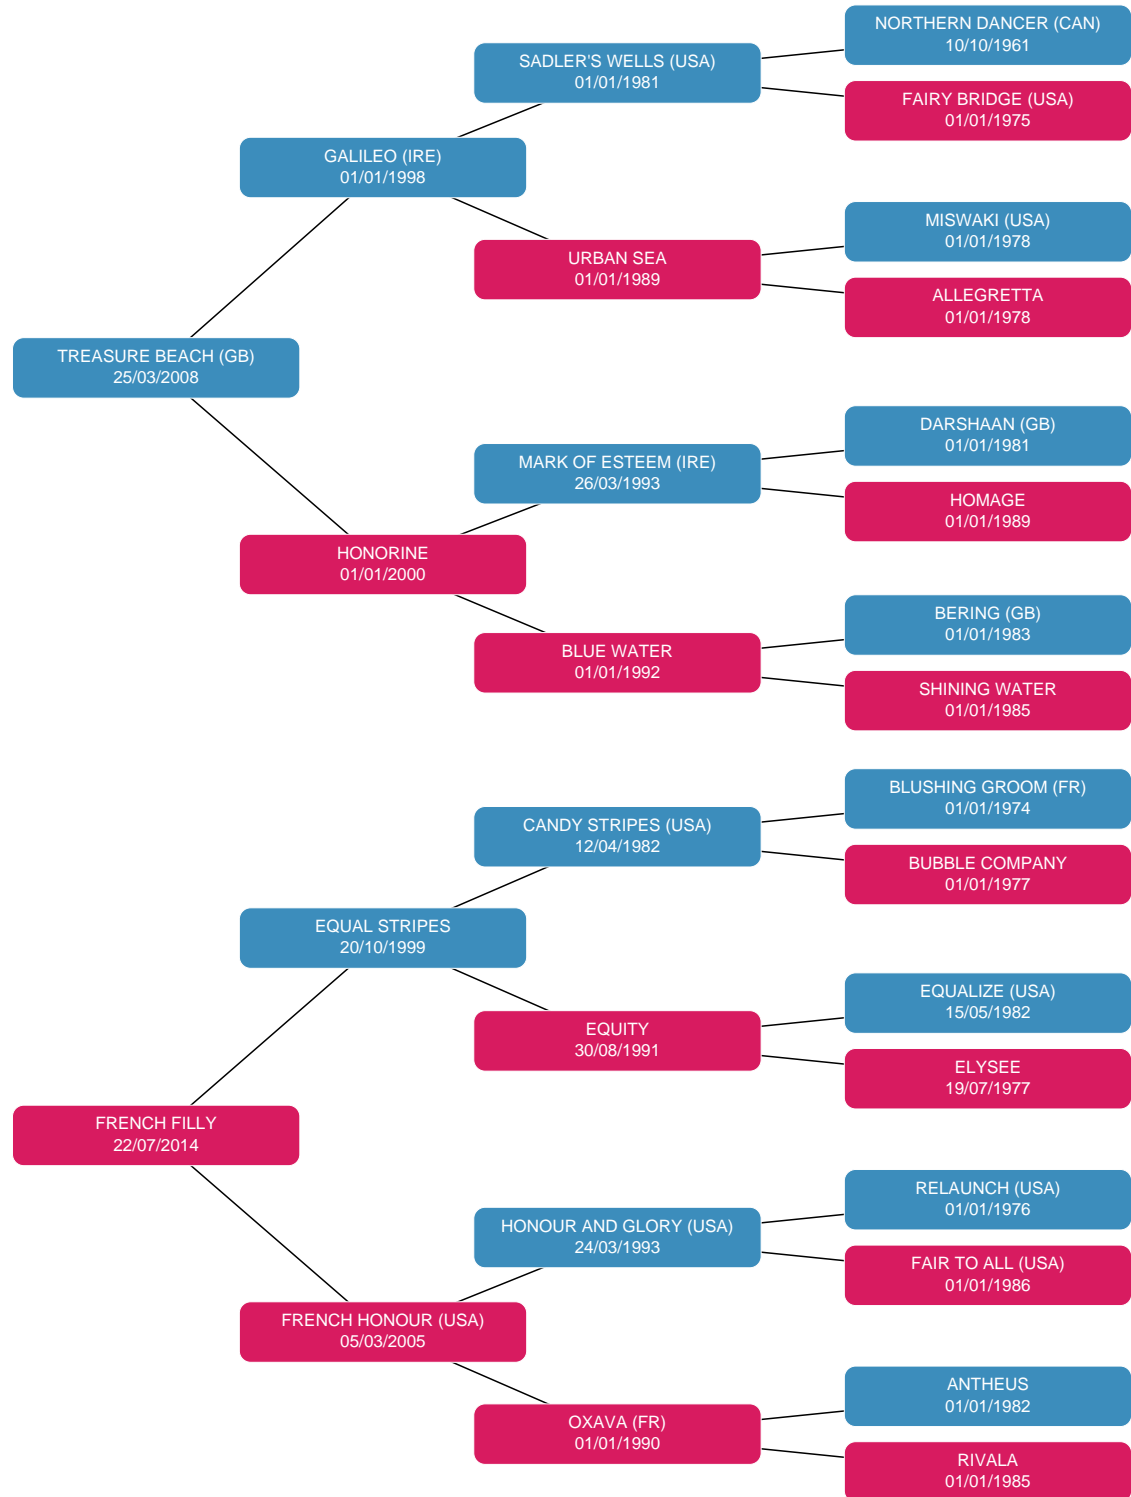 NORTHERN DANCER (CAN)
10/10/1961
SADLER'S WELLS (USA)
01/01/1981
FAIRY BRIDGE (USA)
01/01/1975
GALILEO (IRE)
01/01/1998
MISWAKI (USA)
01/01/1978
URBAN SEA
01/01/1989
ALLEGRETTA
01/01/1978
TREASURE BEACH (GB)
25/03/2008
DARSHAAN (GB)
01/01/1981
MARK OF ESTEEM (IRE)
26/03/1993
HOMAGE
01/01/1989
HONORINE
01/01/2000
BERING (GB)
01/01/1983
BLUE WATER
01/01/1992
SHINING WATER
01/01/1985
BLUSHING GROOM (FR)
01/01/1974
CANDY STRIPES (USA)
12/04/1982
BUBBLE COMPANY
01/01/1977
EQUAL STRIPES
20/10/1999
EQUALIZE (USA)
15/05/1982
EQUITY
30/08/1991
ELYSEE
19/07/1977
FRENCH FILLY
22/07/2014
RELAUNCH (USA)
01/01/1976
HONOUR AND GLORY (USA)
24/03/1993
FAIR TO ALL (USA)
01/01/1986
FRENCH HONOUR (USA)
05/03/2005
ANTHEUS
01/01/1982
OXAVA (FR)
01/01/1990
RIVALA
01/01/1985